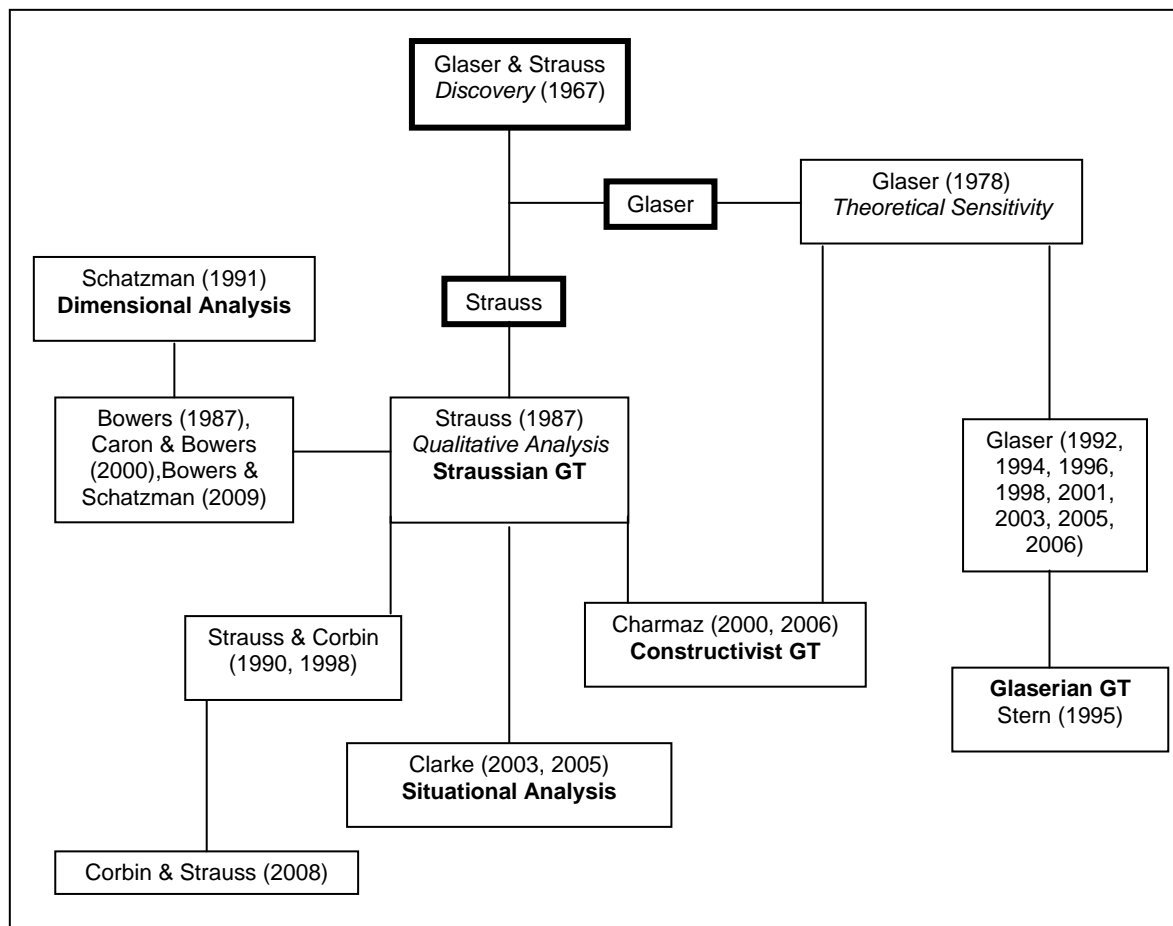 Glaser & Strauss
Discovery (1967)
Glaser
Glaser (1978)
Theoretical Sensitivity
Schatzman (1991)
Dimensional Analysis
Strauss
Bowers (1987),
Caron & Bowers
(2000),Bowers &
Schatzman (2009)
Strauss (1987)
Qualitative Analysis
Straussian GT
Glaser (1992,
1994, 1996,
1998, 2001,
2003, 2005,
2006)
Strauss & Corbin
(1990, 1998)
Charmaz (2000, 2006)
Constructivist GT
Glaserian GT
Stern (1995)
Clarke (2003, 2005)
Situational Analysis
Corbin & Strauss (2008)